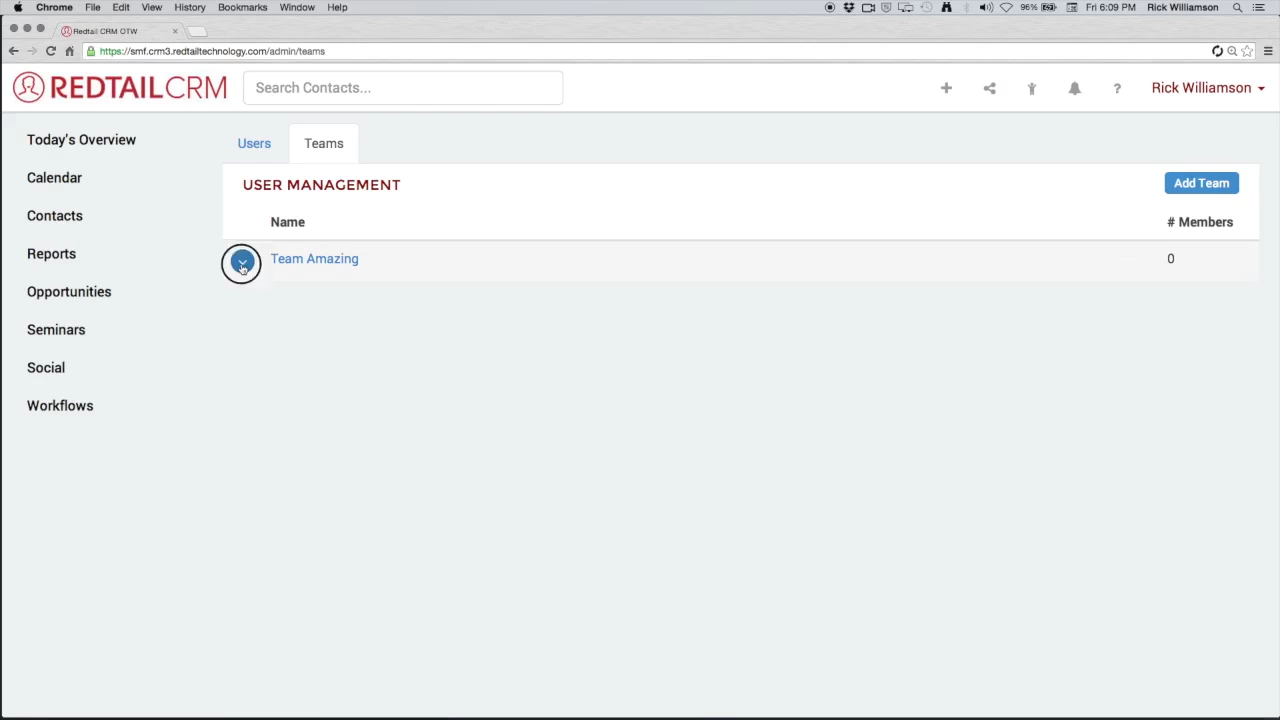 Chrome File Edit View History Bookmarks Window Help 96% Fri 6:09 PM Rick Williamson
Redtail CRM OTW
https://smf.crm3.redtailtechnology.com/admin/teams
REDTAILCRM Search Contacts... ? Rick Williamson
Today's Overview
Calendar
Contacts
Reports
Opportunities
Seminars
Social
Workflows
Users Teams
USER MANAGEMENT Add Team
Name # Members
Team Amazing 0